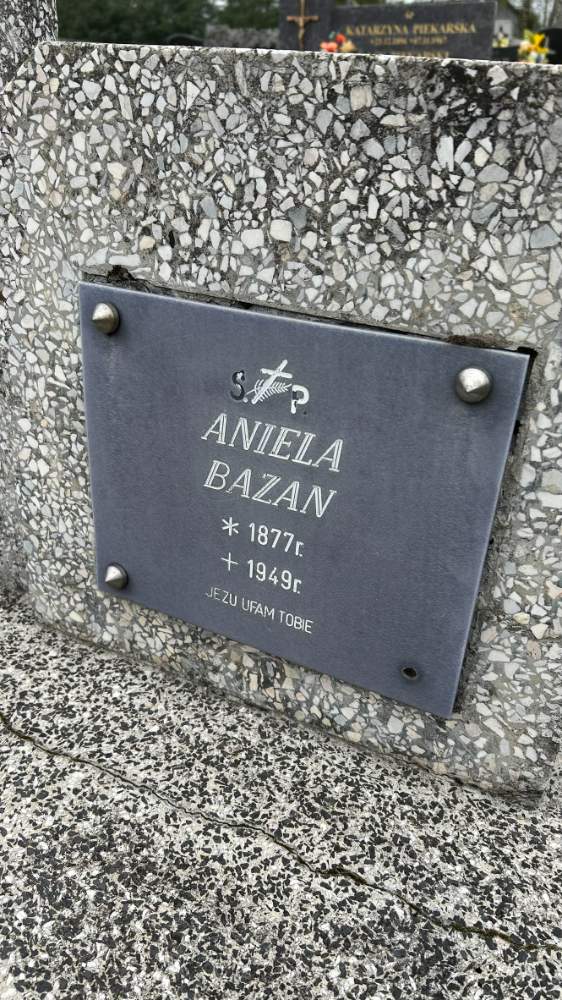 KATARZYNA PIEKARSKA
Ś. P.
ANIELA
BAZAN
* 1877r.
+ 1949r.
JEZU UFAM TOBIE